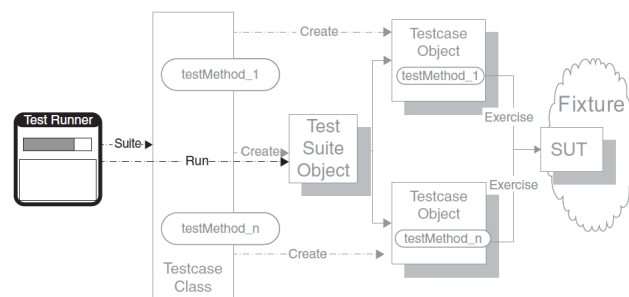 Create
Testcase
Object
testMethod_1
testMethod_1
Exercise
Fixture
Test Runner
Suite
Create
Run
Test
Suite
Object
SUT
Exercise
Testcase
Object
testMethod_n
testMethod_n
Create
Testcase
Class